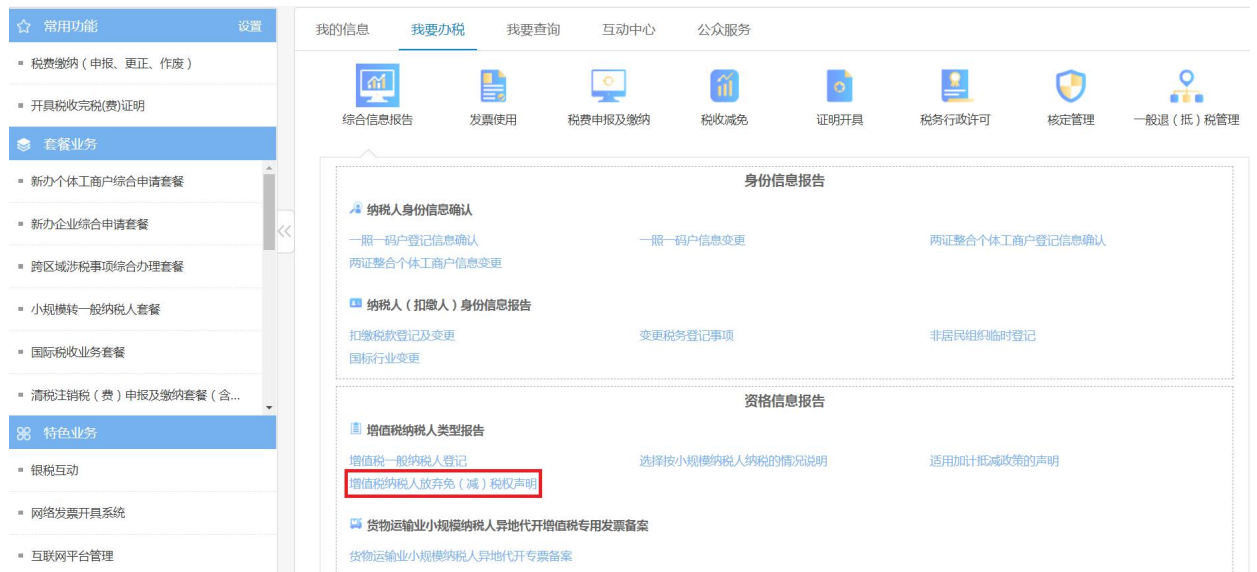 常用功能 设置
税费缴纳（申报、更正、作废）
开具税收完税(费)证明
套餐业务
新办个体工商户综合申请套餐
新办企业综合申请套餐
跨区域涉税事项综合办理套餐
小规模转一般纳税人套餐
国际税收业务套餐
清税注销税（费）申报及缴纳套餐（含...
特色业务
银税互动
网络发票开具系统
互联网平台管理
我的信息 我要办税 我要查询 互动中心 公众服务
综合信息报告 发票使用 税费申报及缴纳 税收减免 证明开具 税务行政许可 核定管理 一般退（抵）税管理
身份信息报告
纳税人身份信息确认
一照一码户登记信息确认 一照一码户信息变更 两证整合个体工商户登记信息确认
两证整合个体工商户信息变更
纳税人（扣缴人）身份信息报告
扣缴税款登记及变更 变更税务登记事项 非居民组织临时登记
国标行业变更
资格信息报告
增值税纳税人类型报告
增值税一般纳税人登记 选择按小规模纳税人纳税的情况说明 适用加计抵减政策的声明
增值税纳税人放弃免（减）税权声明
货物运输业小规模纳税人异地代开增值税专用发票备案
货物运输业小规模纳税人异地代开专票备案